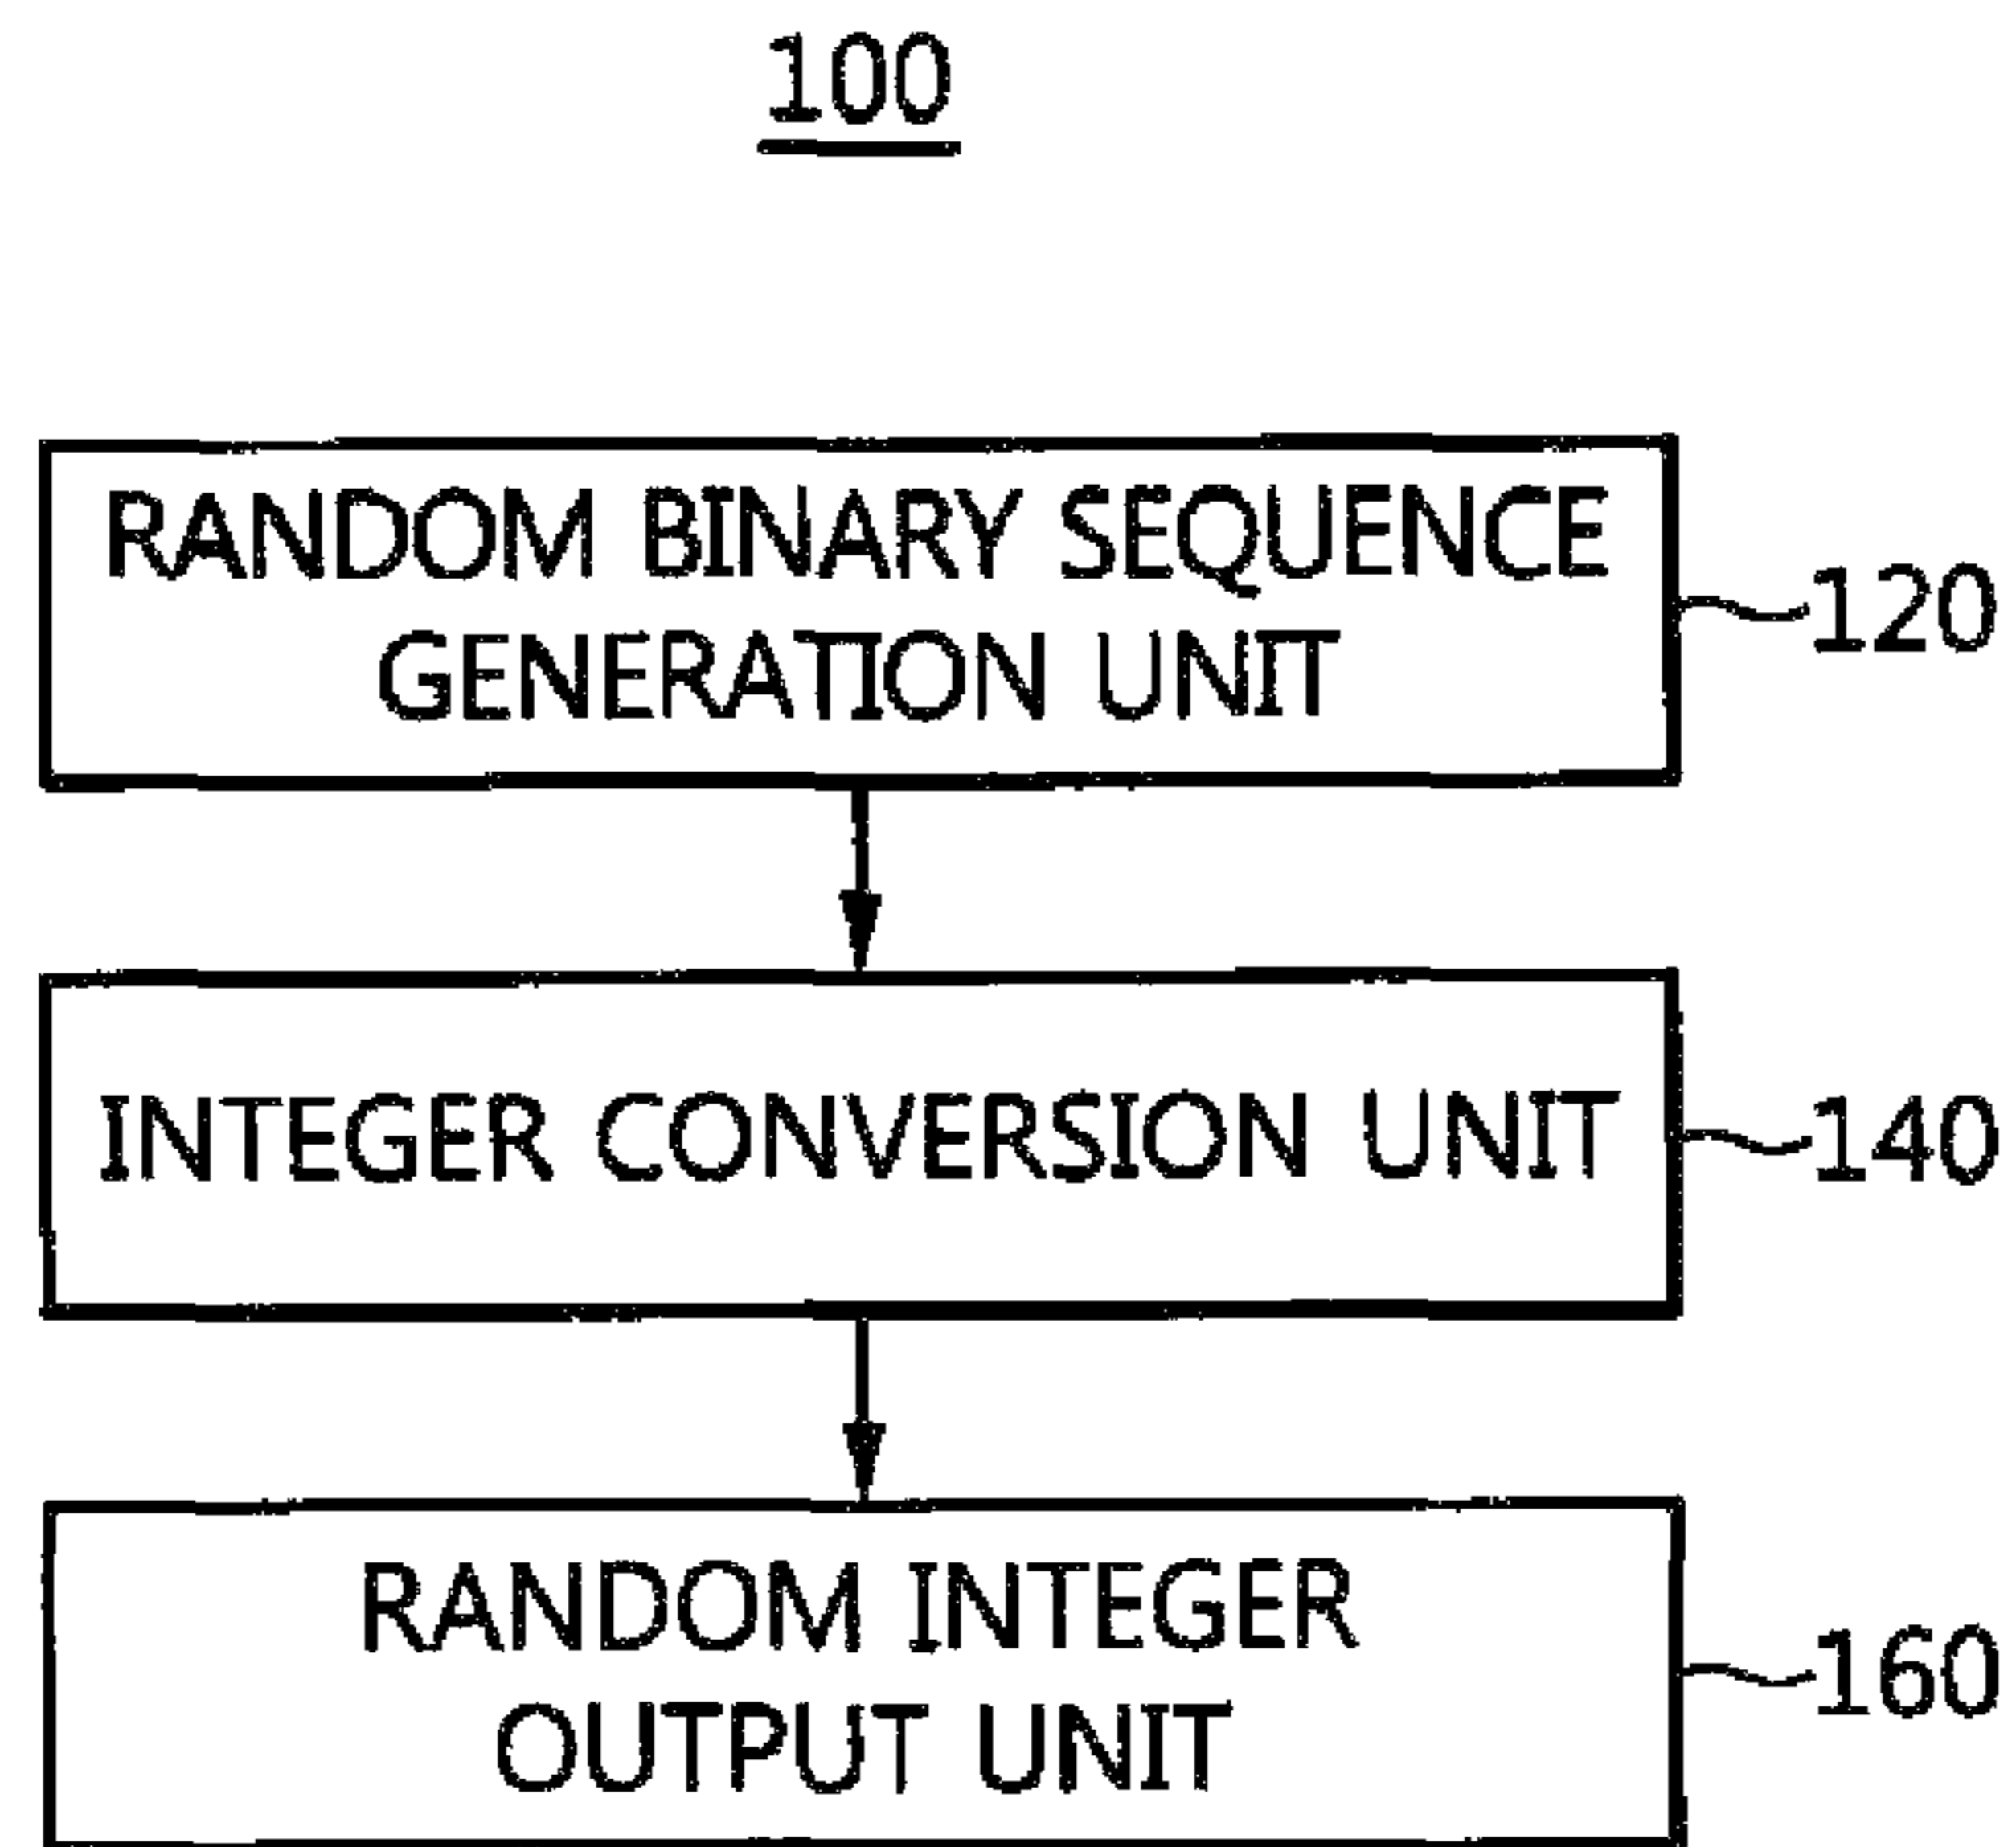 100
RANDOM BINARY SEQUENCE
GENERATION UNIT
120
INTEGER CONVERSION UNIT
140
RANDOM INTEGER
OUTPUT UNIT
160